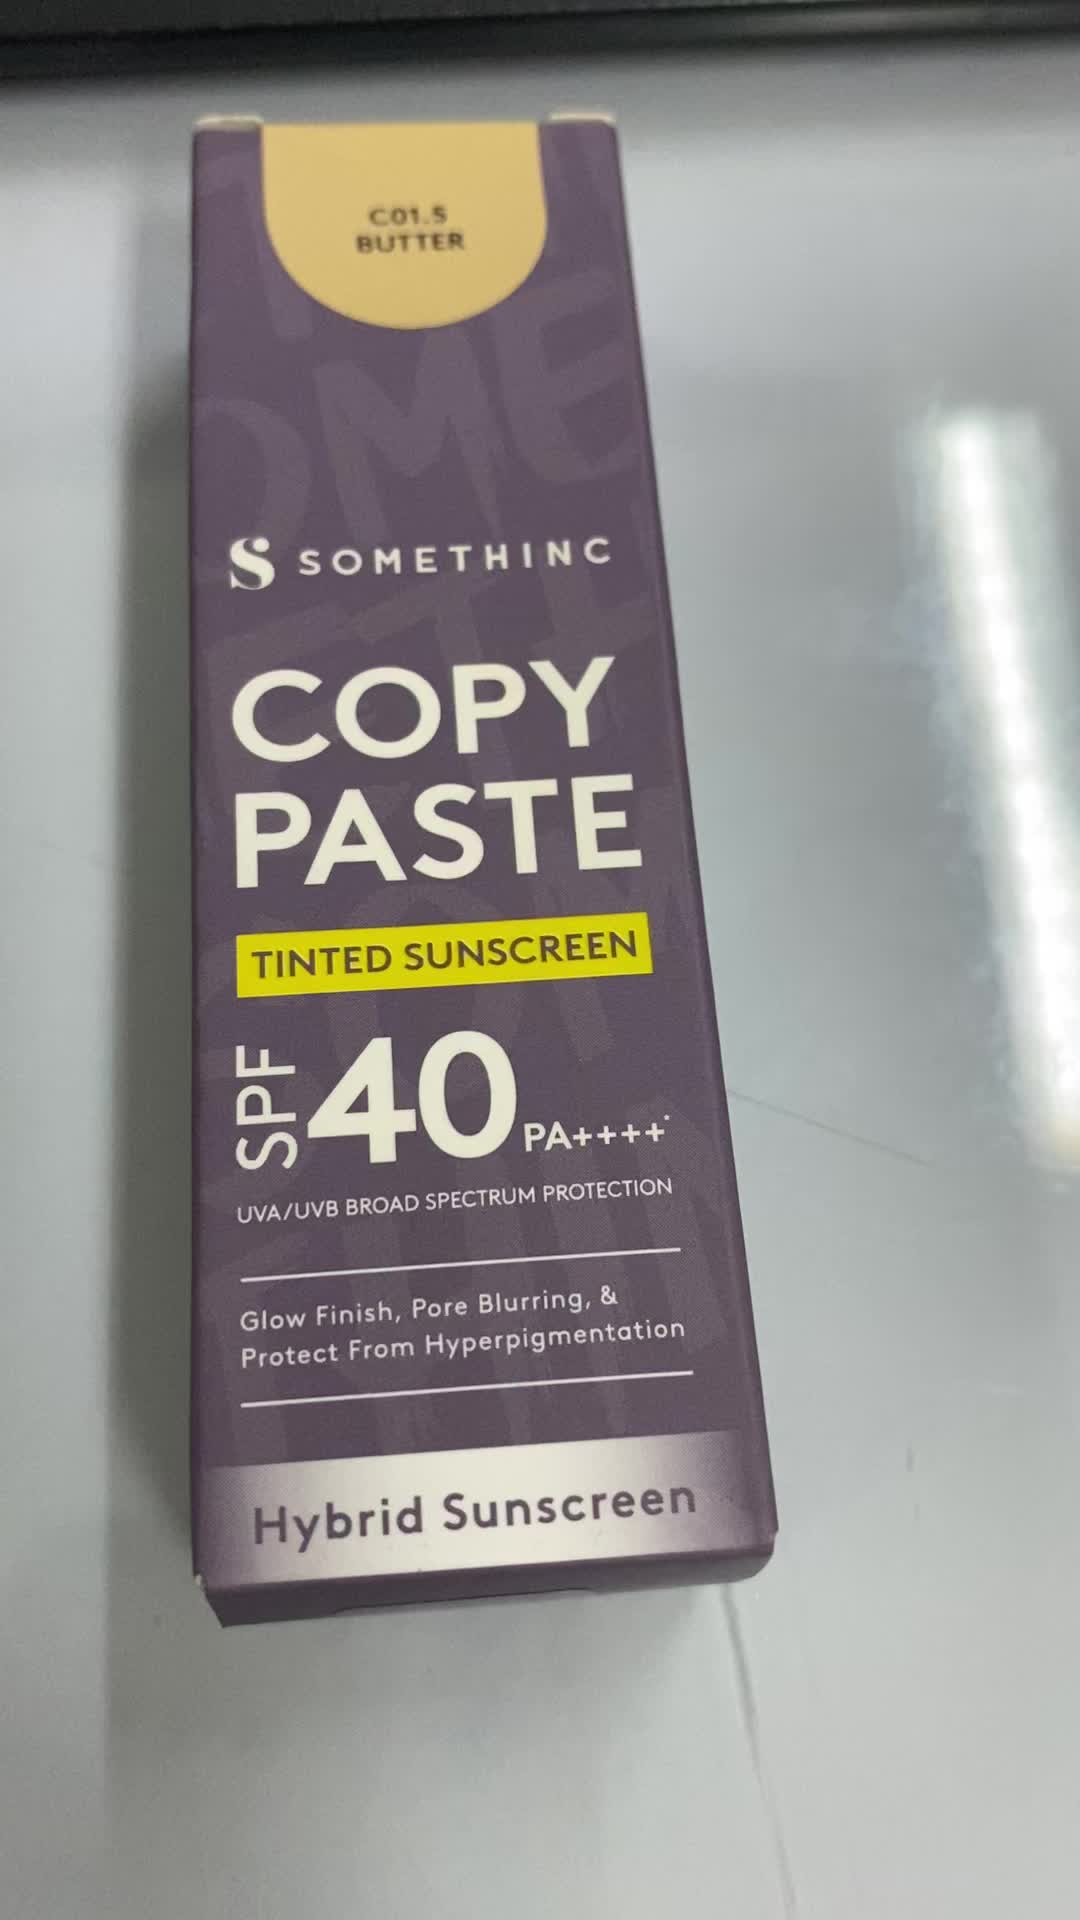 C01.5
BUTTER
SOMETHINC
COPY
PASTE
TINTED SUNSCREEN
SPF 40 PA++++*
UVA/UVB BROAD SPECTRUM PROTECTION
Glow Finish, Pore Blurring, &
Protect From Hyperpigmentation
Hybrid Sunscreen